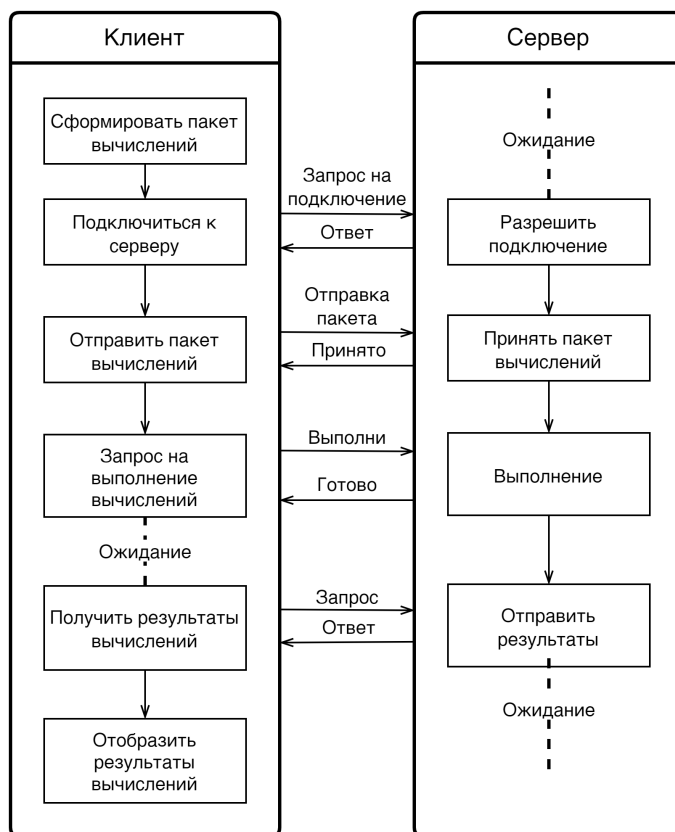 Клиент
Сформировать пакет
вычислений
Подключиться к
серверу
Отправить пакет
вычислений
Запрос на
выполнение
вычислений
Ожидание
Получить результаты
вычислений
Отобразить
результаты
вычислений
Запрос на
подключение
Ответ
Отправка
пакета
Принято
Выполни
Готово
Запрос
Ответ
Сервер
Ожидание
Разрешить
подключение
Принять пакет
вычислений
Выполнение
Отправить
результаты
Ожидание